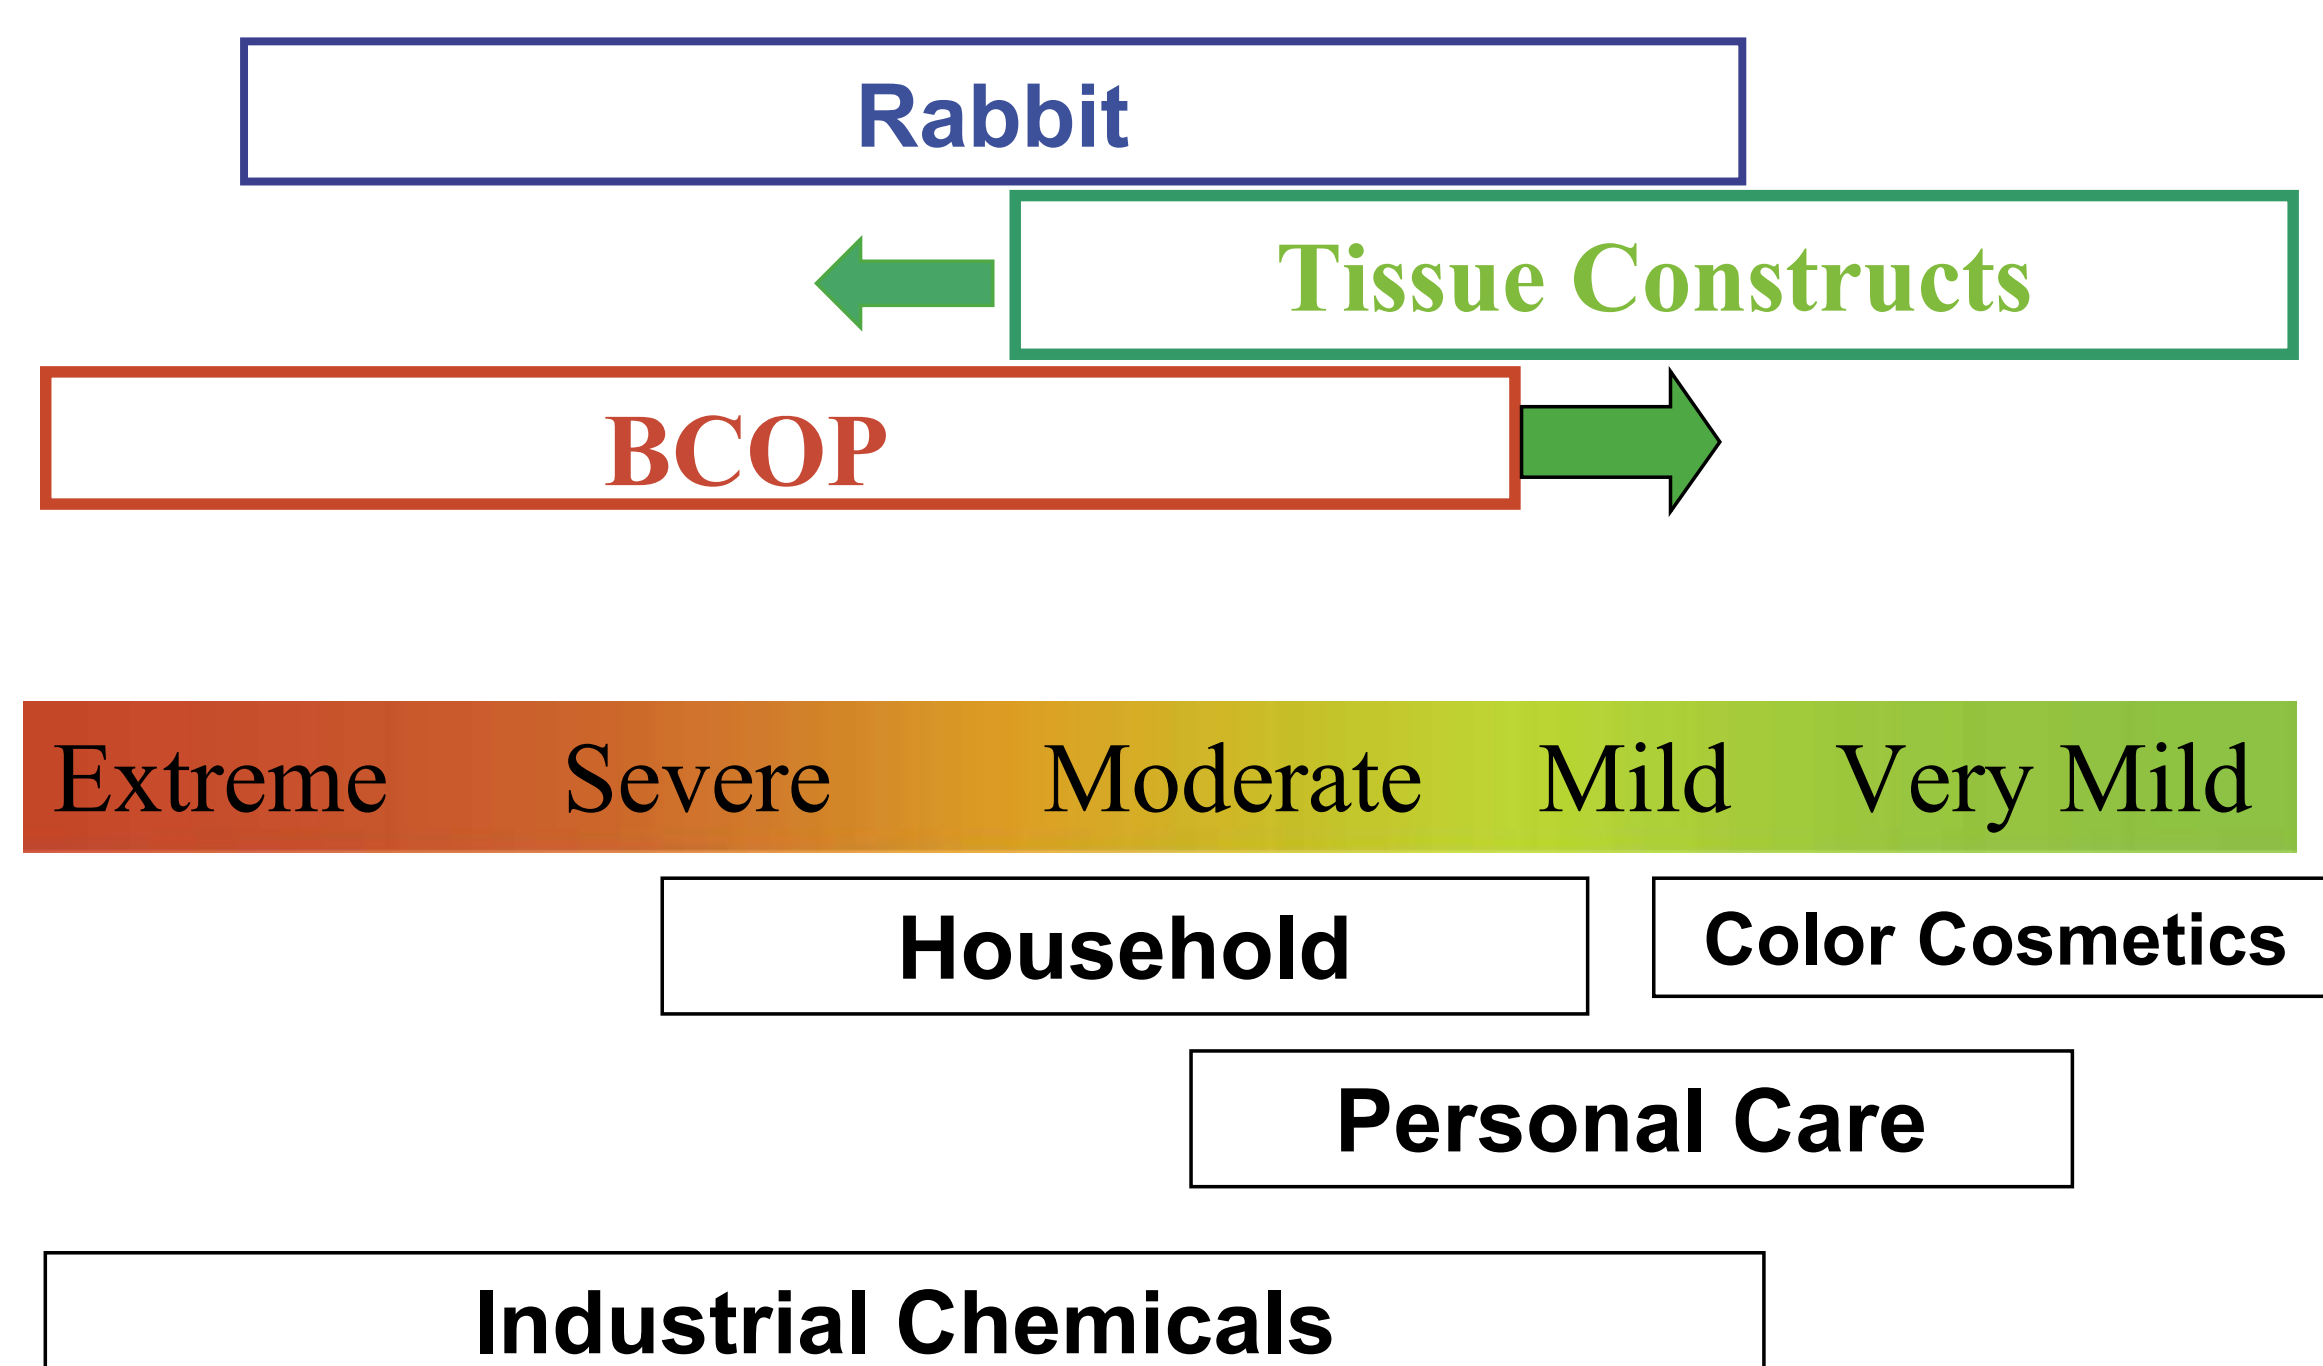 Rabbit
Tissue Constructs
BCOP
Extreme Severe Moderate Mild Very Mild
Household
Color Cosmetics
Personal Care
Industrial Chemicals